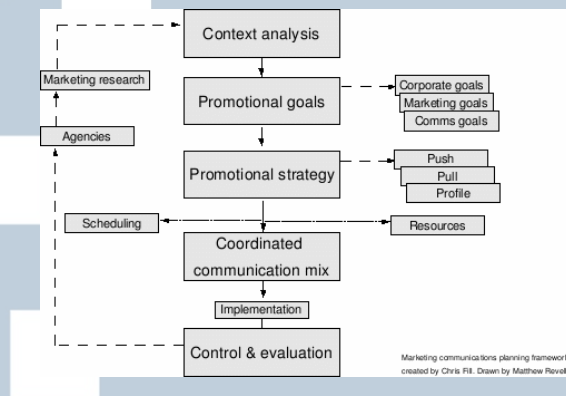 Context analysis
Marketing research
Corporate goals
Promotional goals
Marketing goals
Comms goals
Agencies
Push
Promotional strategy
Pull
Profile
Scheduling
Resources
Coordinated
communication mix
Implementation
Control & evaluation
Marketing communications planning framework
created by Chris Fill. Drawn by Matthew Revell